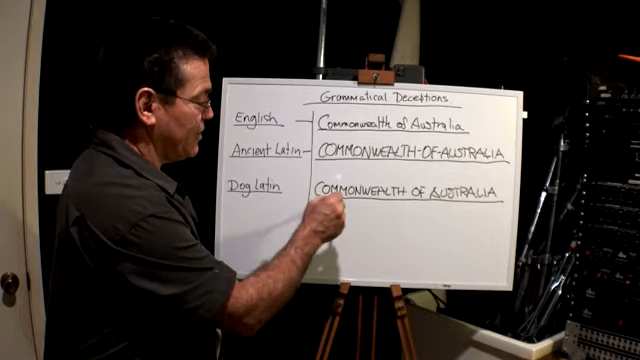 Grammatical Deceptions
English — Commonwealth of Australia
Ancient Latin — COMMONWEALTH-OF-AUSTRALIA
Dog Latin COMMONWEALTH OF AUSTRALIA